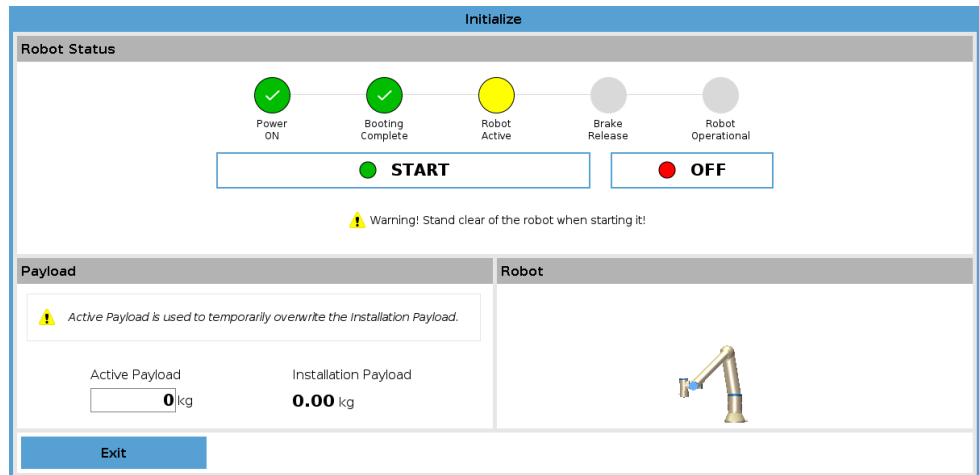 Initialize
Robot Status
Power
ON
Booting
Complete
Robot
Active
Brake
Release
Robot
Operational
START
OFF
Warning! Stand clear of the robot when starting it!
Payload
Active Payload is used to temporarily overwrite the Installation Payload.
Active Payload
0 kg
Installation Payload
0.00 kg
Robot
Exit